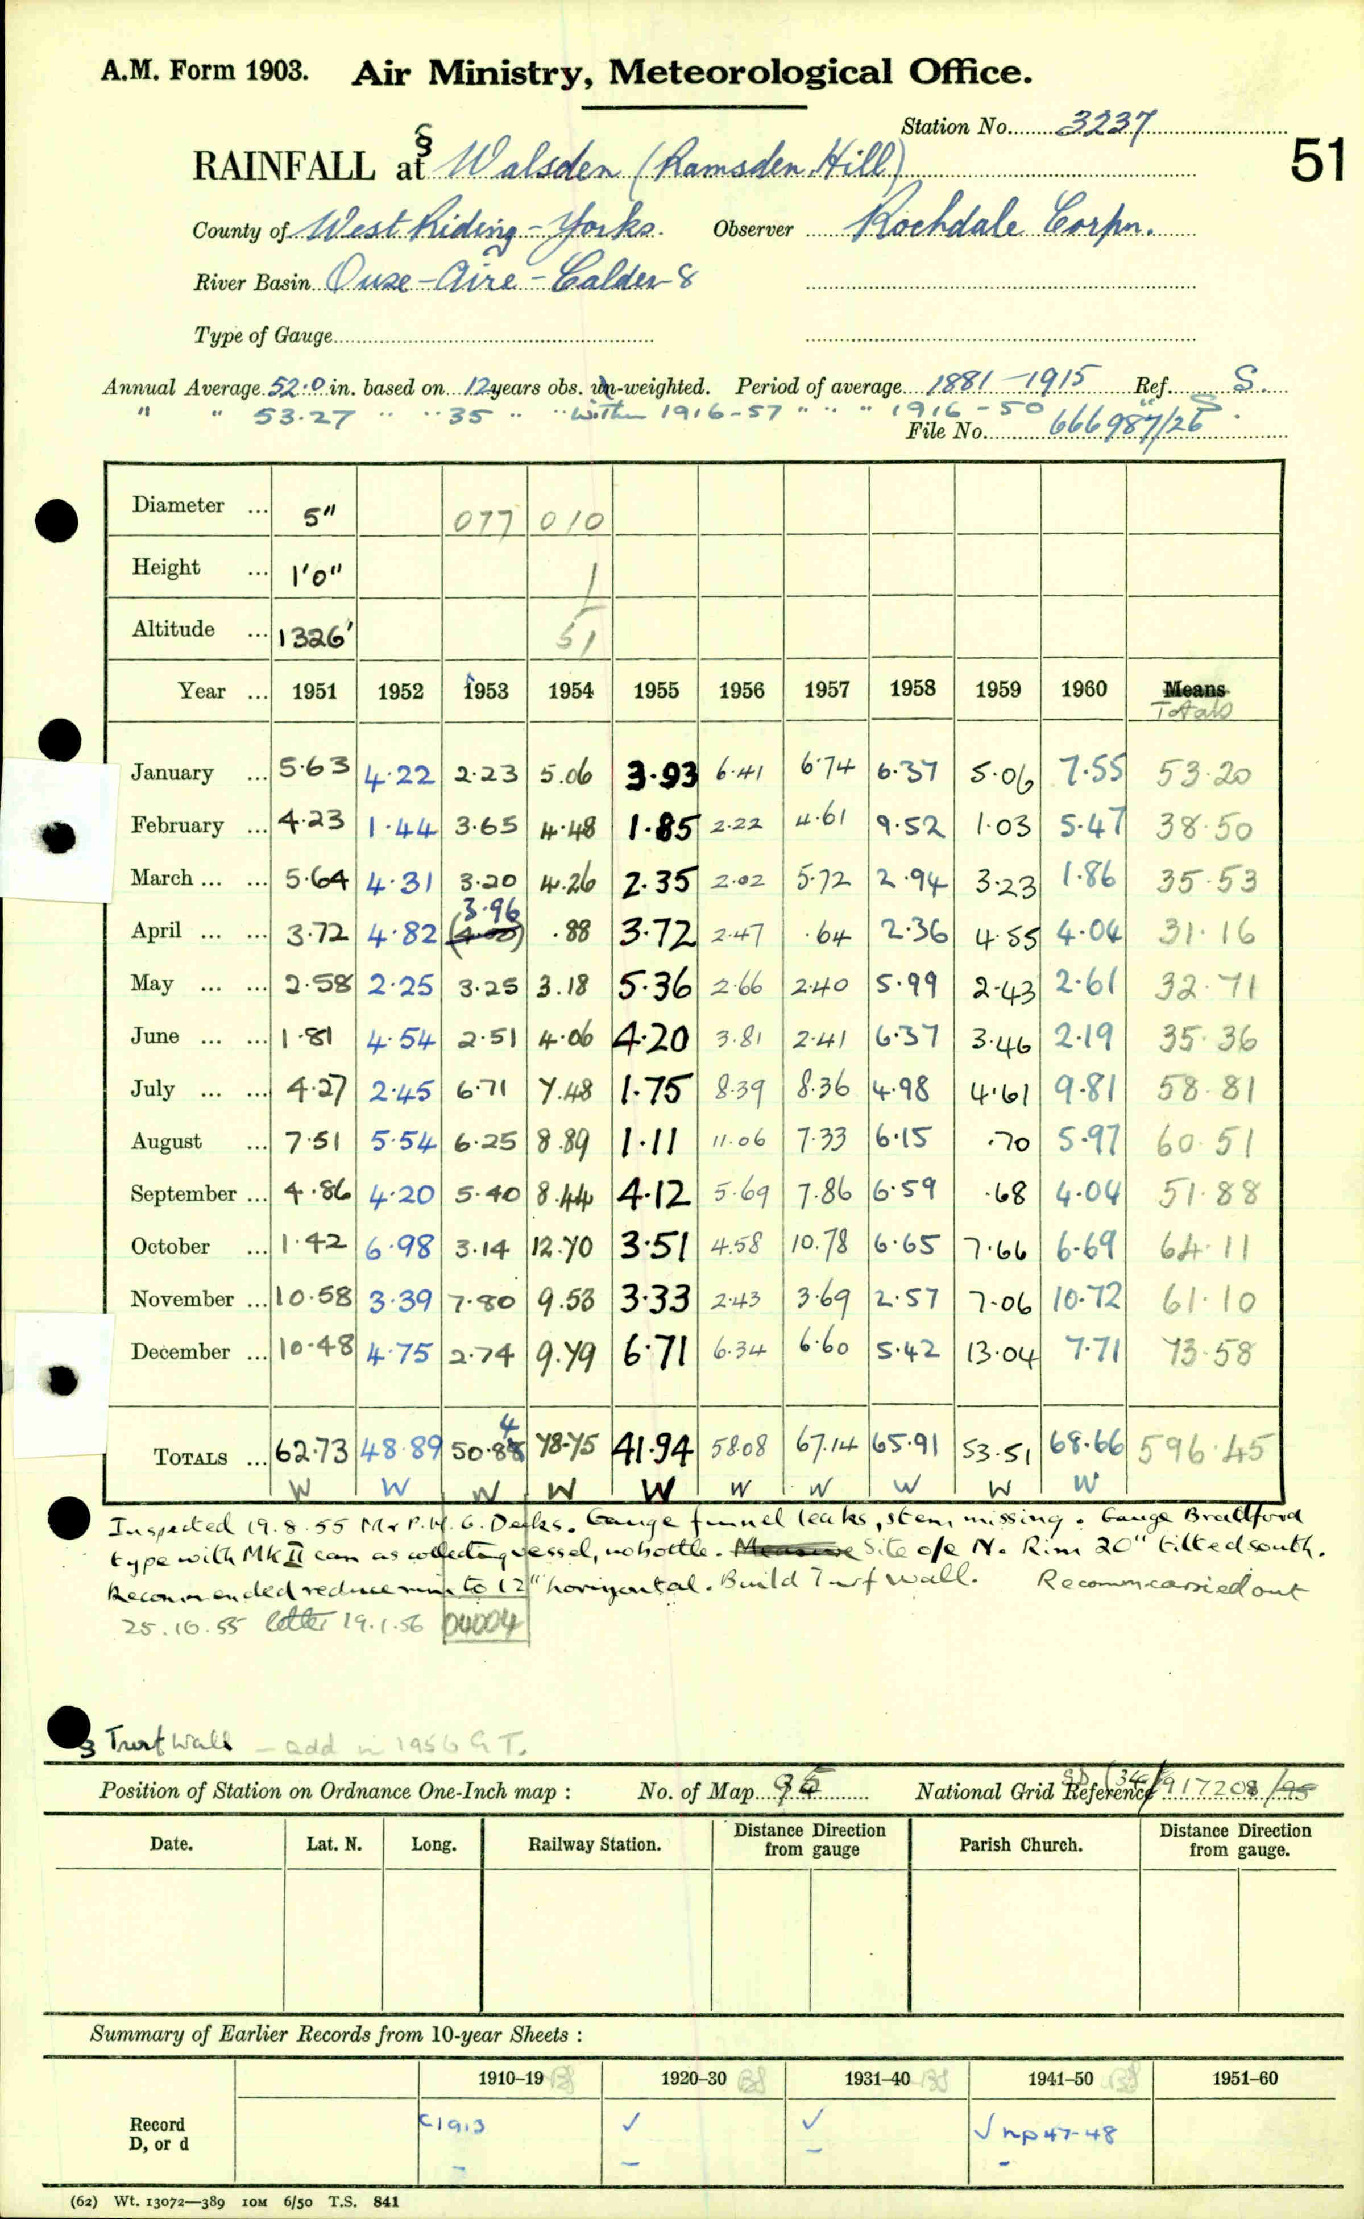 A.M. Form 1903. Air Ministry, Meteorological Office.
Station No. 3237
51
§
RAINFALL at Walsden (Ramsden Hill)
County of West Riding - Yorks. Observer Rochdale Corpn.
River Basin Ouse - Aire - Calder 8
Type of Gauge
Annual Average 52.0 in. based on 12 years obs. un-weighted. Period of average 1881-1915 Ref. S.
" " 53.27 " " 35 " " within 1916-57 " " " 1916-50 " S.
File No. 666987/26
Diameter ... 5" 077 010
Height ... 1'0" 1
Altitude ... 1326' 51
Year ... 1951 1952 1953 1954 1955 1956 1957 1958 1959 1960 Means
Totals
January ... 5.63 4.22 2.23 5.06 3.93 6.41 6.74 6.37 5.06 7.55 53.20
February ... 4.23 1.44 3.65 4.48 1.85 2.22 4.61 9.52 1.03 5.47 38.50
March ... ... 5.64 4.31 3.20 4.26 2.35 2.02 5.72 2.94 3.23 1.86 35.53
3.96
April ... ... 3.72 4.82 (4.00) .88 3.72 2.47 .64 2.36 4.55 4.04 31.16
May ... ... 2.58 2.25 3.25 3.18 5.36 2.66 2.40 5.99 2.43 2.61 32.71
June ... ... 1.81 4.54 2.51 4.06 4.20 3.81 2.41 6.37 3.46 2.19 35.36
July ... ... 4.27 2.45 6.71 7.48 1.75 8.39 8.36 4.98 4.61 9.81 58.81
August ... 7.51 5.54 6.25 8.89 1.11 11.06 7.33 6.15 .70 5.97 60.51
September ... 4.86 4.20 5.40 8.44 4.12 5.69 7.86 6.59 .68 4.04 51.88
October ... 1.42 6.98 3.14 12.70 3.51 4.58 10.78 6.65 7.66 6.69 64.11
November ... 10.58 3.39 7.80 9.53 3.33 2.43 3.69 2.57 7.06 10.72 61.10
December ... 10.48 4.75 2.74 9.79 6.71 6.34 6.60 5.42 13.04 7.71 73.58
4
TOTALS ... 62.73 48.89 50.88 78.75 41.94 58.08 67.14 65.91 53.51 68.66 596.45
W W W W W W W W W W
Inspected 19.8.55 Mr P.H.G. Gauge funnel leaks, stem missing. Gauge Bradford
type with Mk II can as collecting vessel, no bottle. Measure Site o/e N. Rim 20" tilted south.
Recommended reduce rim to 12" horizontal. Build Turf Wall. Recomm carried out
25.10.55 letter 19.1.56 04004
Turf Wall - add in 1956 G.T.
Position of Station on Ordnance One-Inch map : No. of Map 95 National Grid Reference SD (34) 917208 /95
Date. Lat. N. Long. Railway Station. Distance Direction from gauge Parish Church. Distance Direction from gauge.
Summary of Earlier Records from 10-year Sheets :
1910-19 1920-30 1931-40 1941-50 1951-60
Record c1913 ✓ ✓ ✓ np 47-48
D, or d - - - -
(62) Wt. 13072—389 10M 6/50 T.S. 841